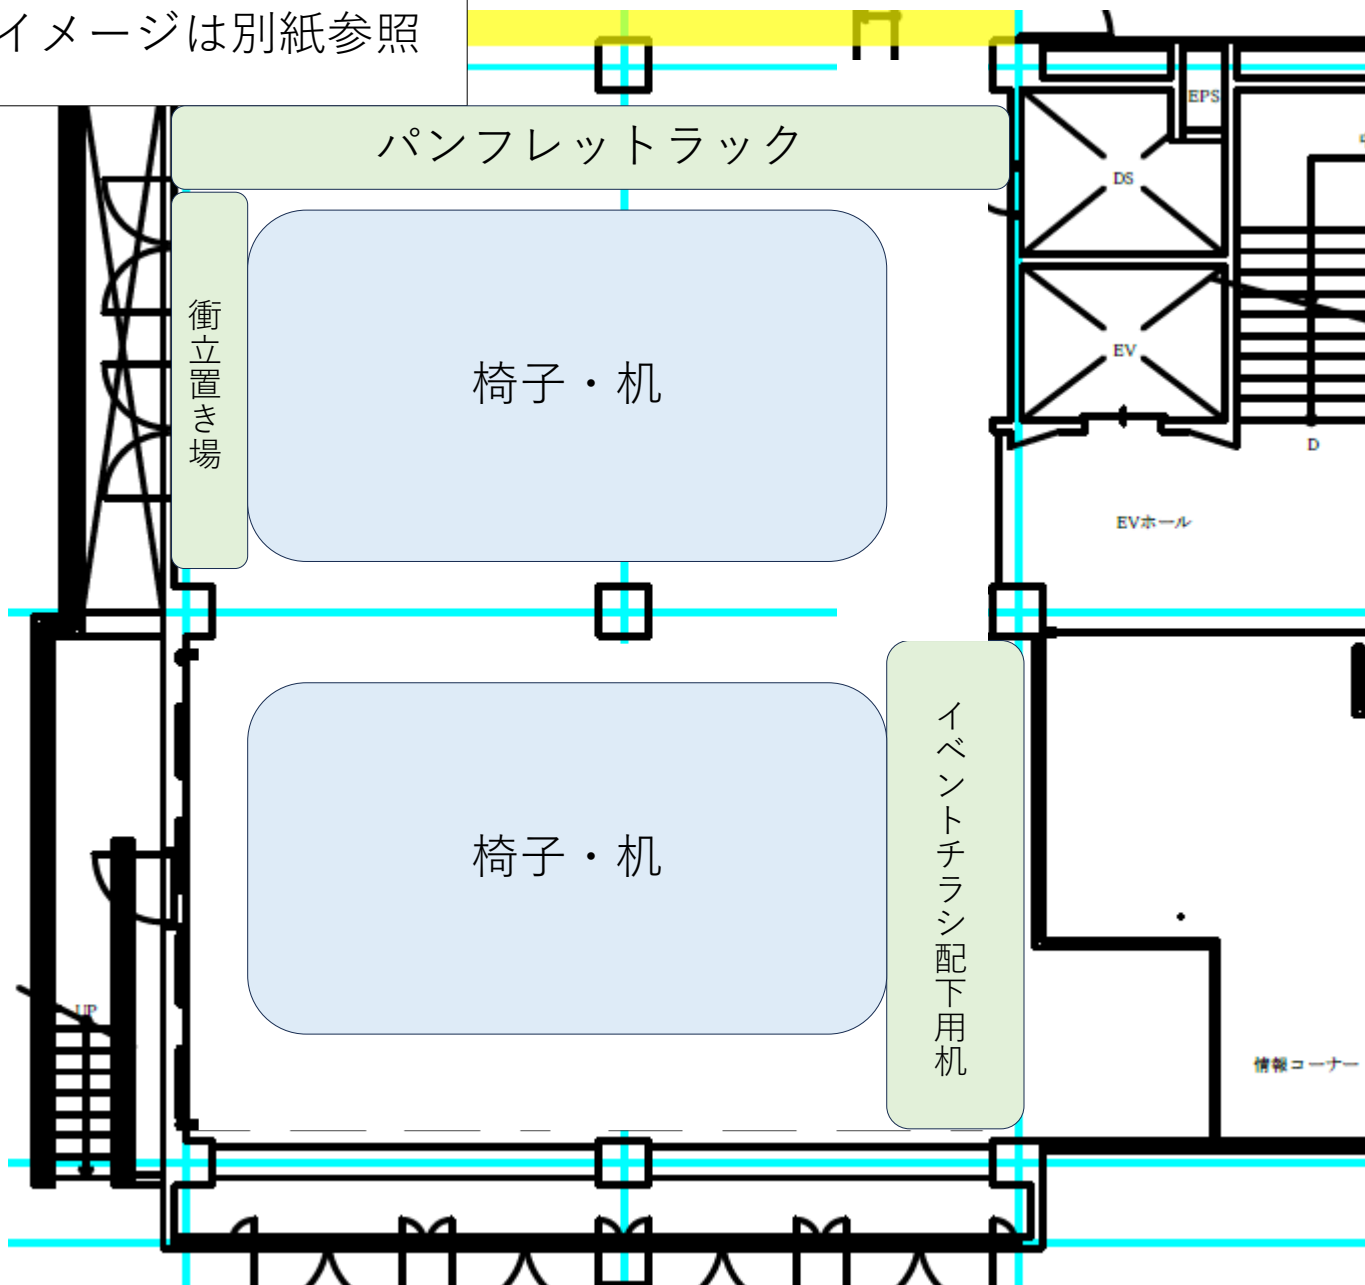 イメージは別紙参照
パンフレットラック
EPS
DS
衝立置き場
椅子・机
EV
D
EVホール
椅子・机
イベントチラシ配下用机
UP
情報コーナー